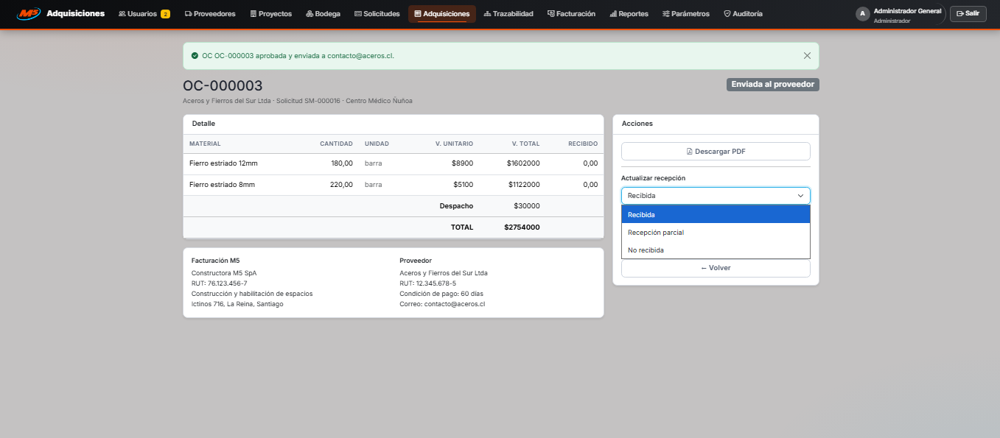 M5 Adquisiciones Usuarios 2 Proveedores Proyectos Bodega Solicitudes Adquisiciones Trazabilidad Facturación Reportes Parámetros Auditoría A Administrador General Salir
Administrador
OC OC-000003 aprobada y enviada a contacto@aceros.cl.
OC-000003
Enviada al proveedor
Aceros y Fierros del Sur Ltda · Solicitud SM-000016 · Centro Médico Ñuñoa
Detalle
MATERIAL CANTIDAD UNIDAD V. UNITARIO V. TOTAL RECIBIDO
Fierro estriado 12mm 180,00 barra $8900 $1602000 0,00
Fierro estriado 8mm 220,00 barra $5100 $1122000 0,00
Despacho $30000
TOTAL $2754000
Facturación M5
Constructora M5 SpA
RUT: 76.123.456-7
Construcción y habilitación de espacios
Ictinos 716, La Reina, Santiago
Proveedor
Aceros y Fierros del Sur Ltda
RUT: 12.345.678-5
Condición de pago: 60 días
Correo: contacto@aceros.cl
Acciones
Descargar PDF
Actualizar recepción
Recibida
Recibida
Recepción parcial
No recibida
← Volver